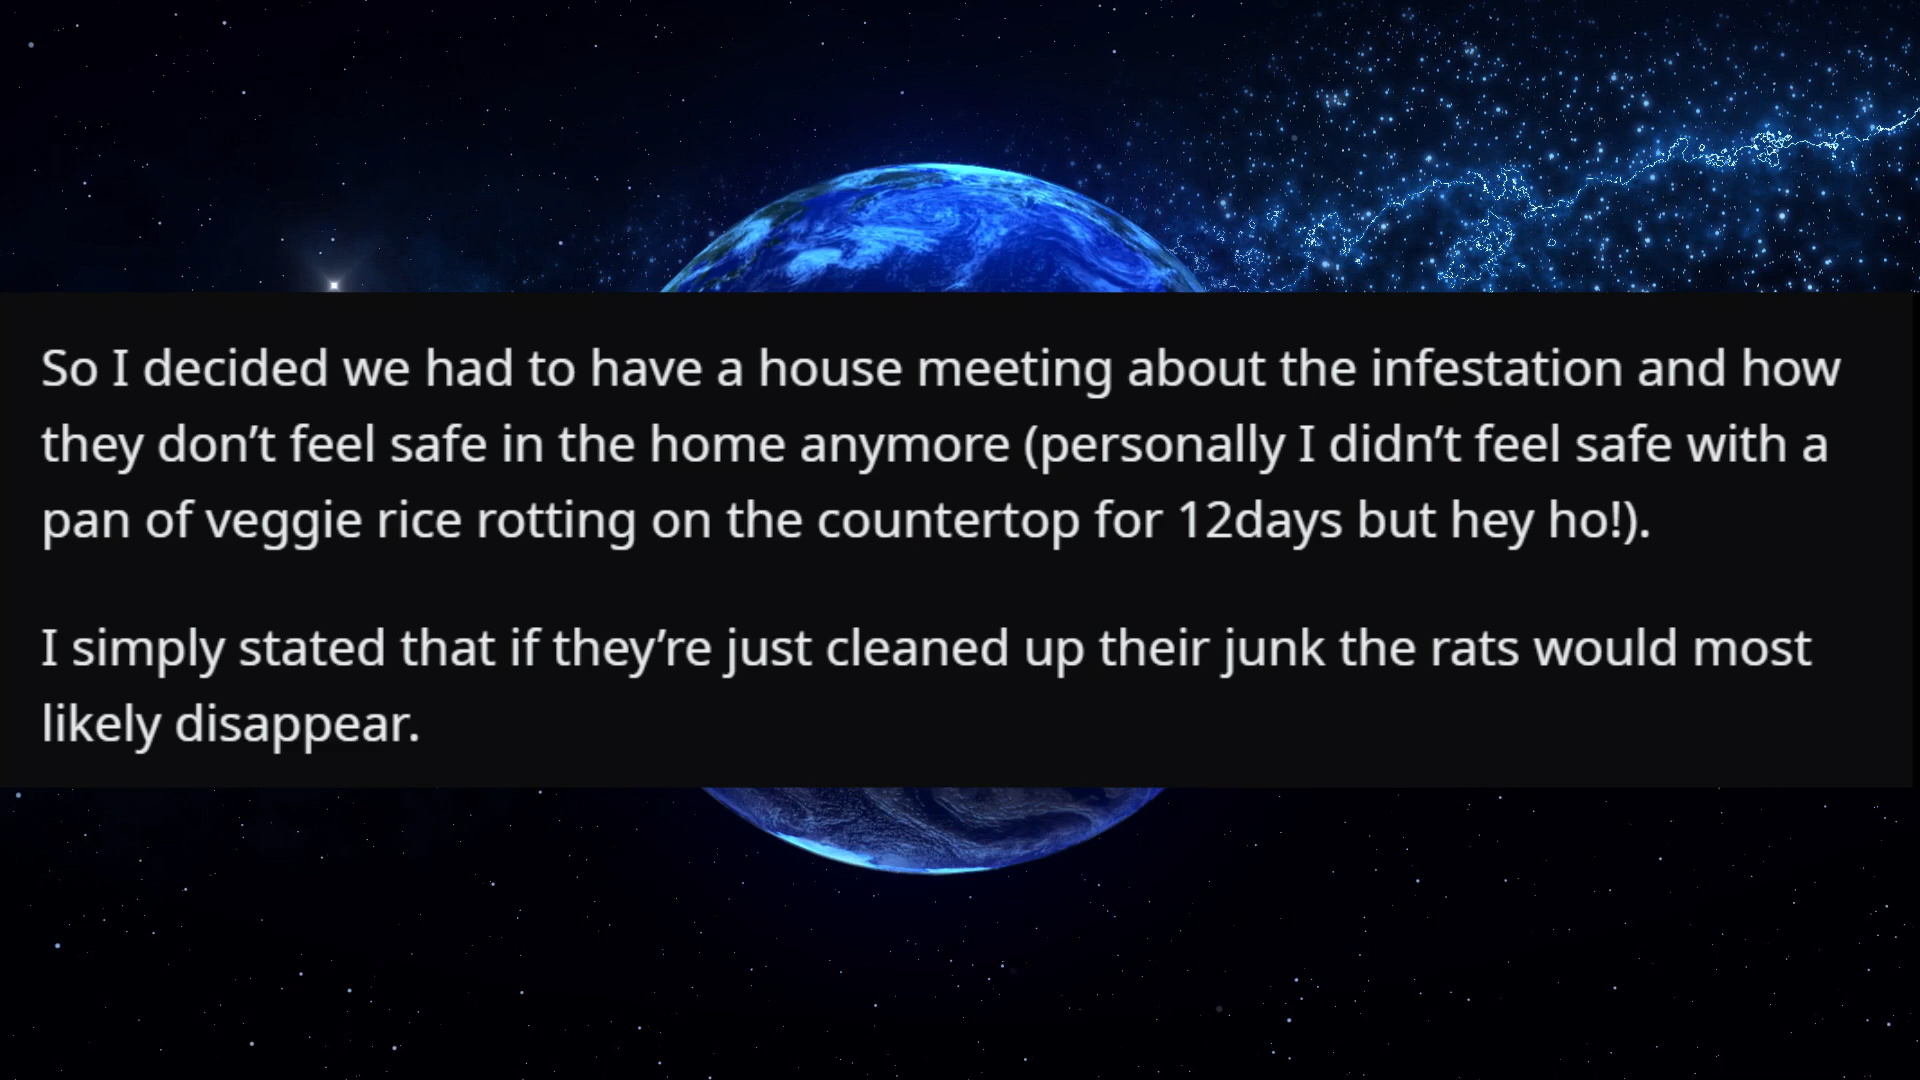 So I decided we had to have a house meeting about the infestation and how
they don’t feel safe in the home anymore (personally I didn’t feel safe with a
pan of veggie rice rotting on the countertop for 12days but hey ho!).
I simply stated that if they’re just cleaned up their junk the rats would most
likely disappear.